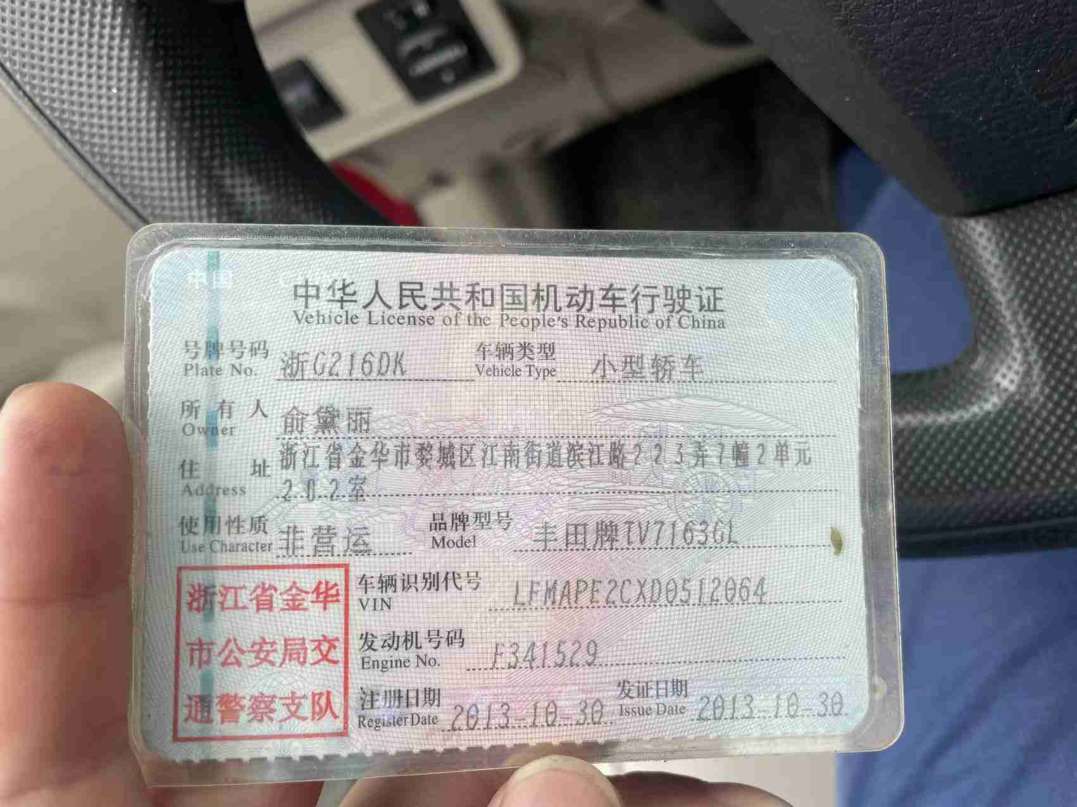 中华人民共和国机动车行驶证
Vehicle License of the People's Republic of China
号牌号码 浙G216DK 车辆类型 小型轿车
Plate No. Vehicle Type
所有人 俞黛丽
Owner
住址 浙江省金华市婺城区江南街道滨江路223弄7幢2单元
Address 202室
使用性质 非营运 品牌型号 丰田牌TV7163GL
Use Character Model
浙江省金华 车辆识别代号 LFMAPE2CXD0512064
VIN
市公安局交 发动机号码 F341529
Engine No.
通警察支队 注册日期 2013-10-30 发证日期 2013-10-30
Register Date Issue Date